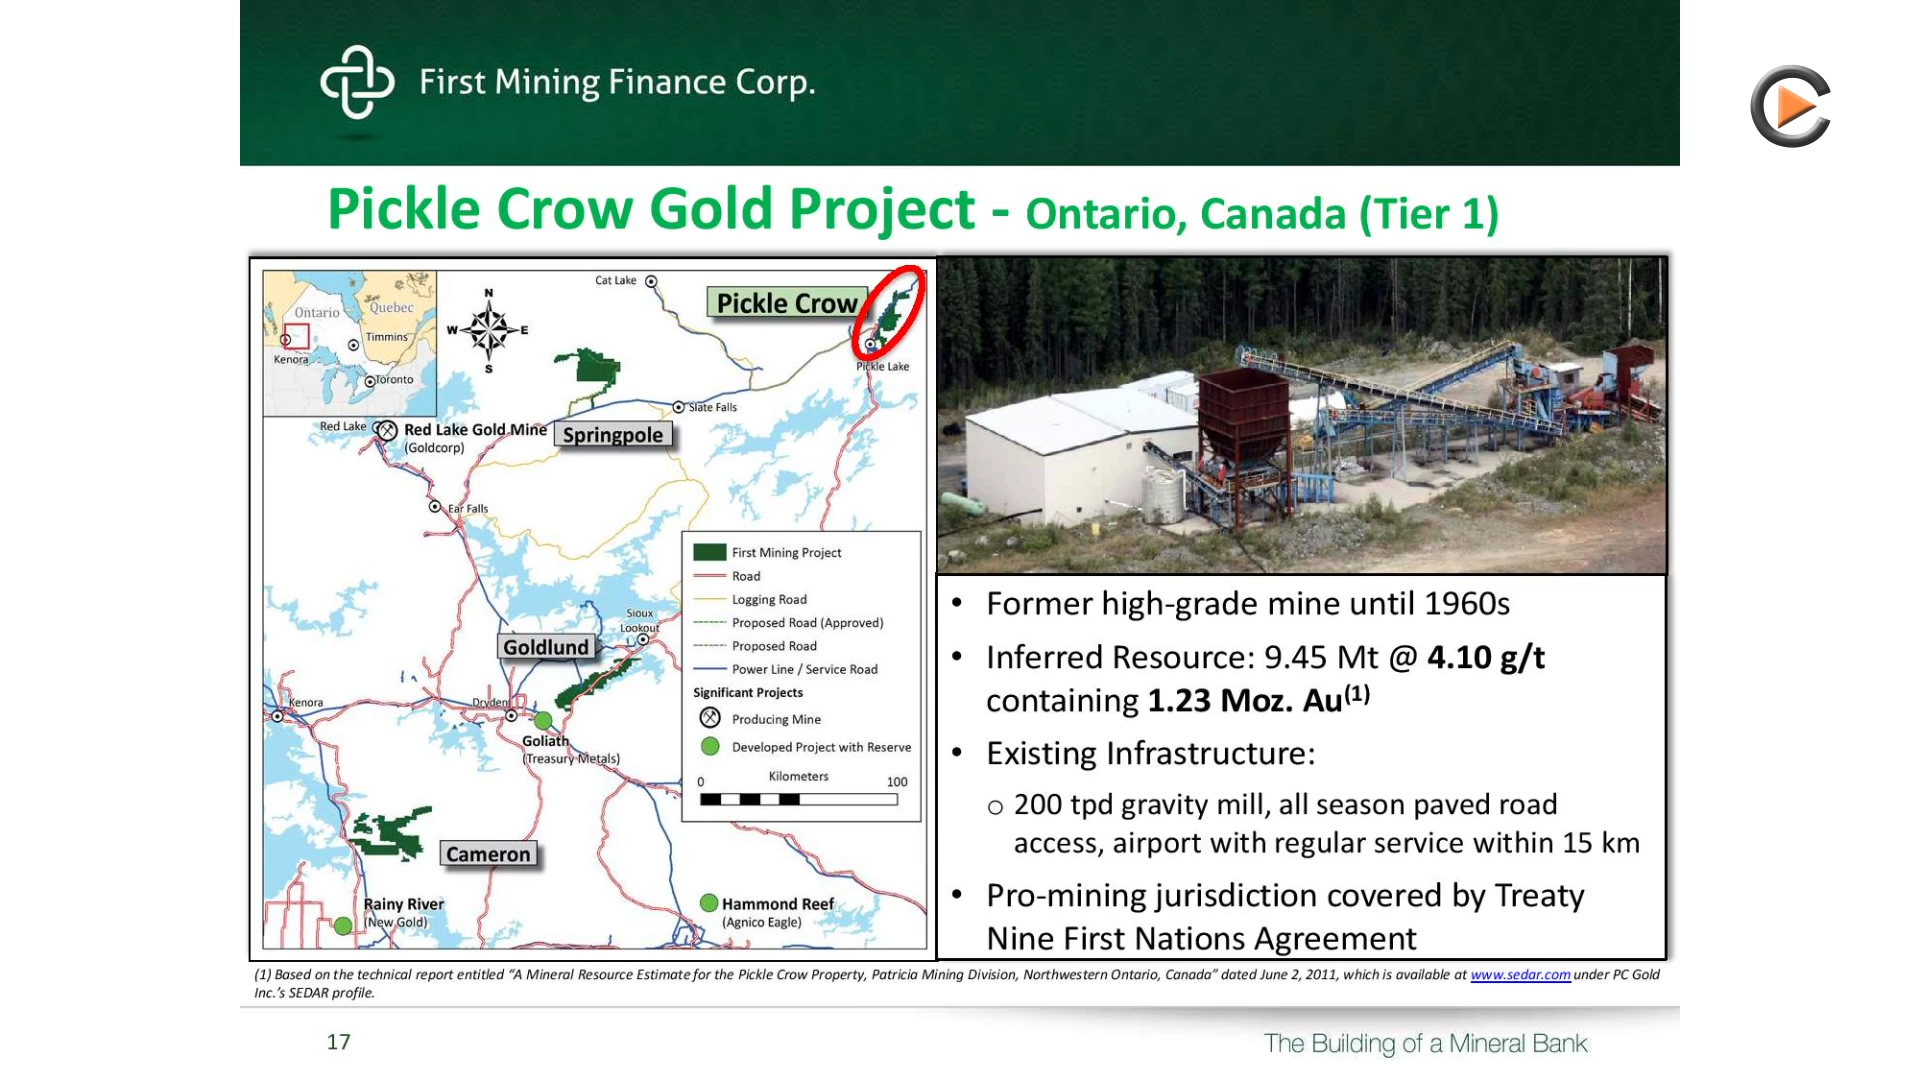 First Mining Finance Corp.
Pickle Crow Gold Project - Ontario, Canada (Tier 1)
Ontario
Quebec
Timmins
Kenora
Toronto
N
W E
S
Cat Lake
Pickle Crow
Pickle Lake
Slate Falls
Red Lake
Red Lake Gold Mine
(Goldcorp)
Springpole
Ear Falls
Sioux
Lookout
Goldlund
Kenora
Dryden
Goliath
(Treasury Metals)
Cameron
Rainy River
(New Gold)
Hammond Reef
(Agnico Eagle)
First Mining Project
Road
Logging Road
Proposed Road (Approved)
Proposed Road
Power Line / Service Road
Significant Projects
Producing Mine
Developed Project with Reserve
Kilometers
0 100
• Former high-grade mine until 1960s
• Inferred Resource: 9.45 Mt @ 4.10 g/t
containing 1.23 Moz. Au(1)
• Existing Infrastructure:
o 200 tpd gravity mill, all season paved road
access, airport with regular service within 15 km
• Pro-mining jurisdiction covered by Treaty
Nine First Nations Agreement
(1) Based on the technical report entitled “A Mineral Resource Estimate for the Pickle Crow Property, Patricia Mining Division, Northwestern Ontario, Canada” dated June 2, 2011, which is available at www.sedar.com under PC Gold
Inc.’s SEDAR profile.
17
The Building of a Mineral Bank